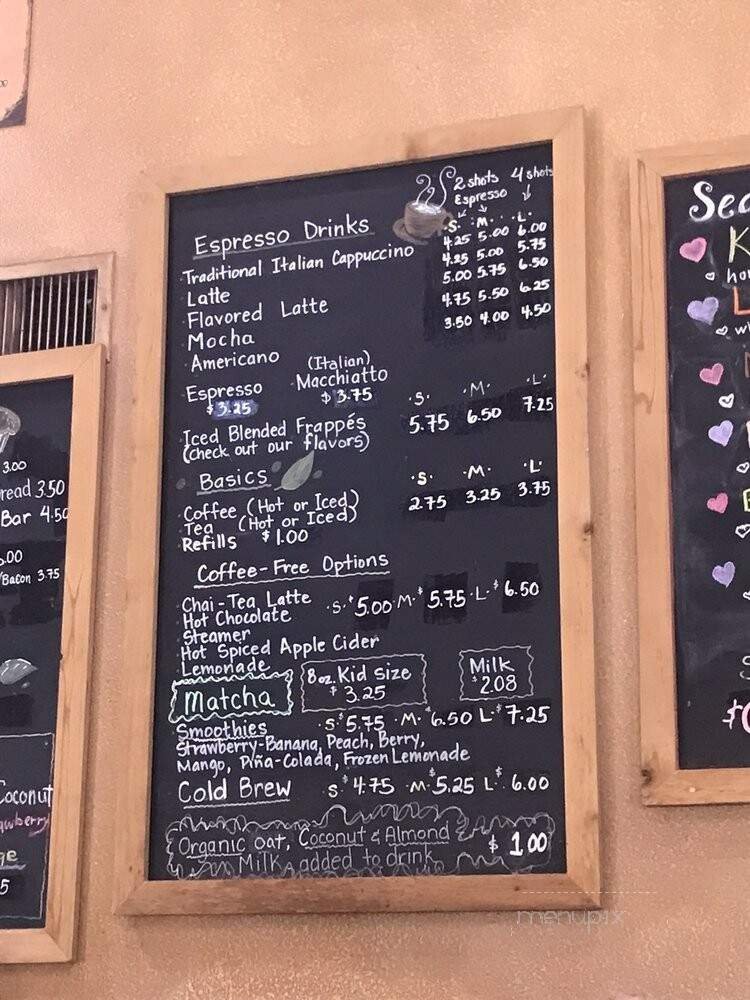 2 shots 4 shots
Espresso
Espresso Drinks
·S· ·M· ·L·
Traditional Italian Cappuccino 4.25 5.00 6.00
Latte 4.25 5.00 5.75
Flavored Latte 5.00 5.75 6.50
Mocha 4.75 5.50 6.25
Americano 3.50 4.00 4.50
Espresso
$3.25
(Italian)
Macchiatto
$3.75
·S· ·M· ·L·
Iced Blended Frappés 5.75 6.50 7.25
(check out our flavors)
Basics
·S· ·M· ·L·
Coffee (Hot or Iced) 2.75 3.25 3.75
Tea (Hot or Iced)
Refills $1.00
Coffee-Free Options
Chai-Tea Latte ·S·$5.00 ·M·$5.75 ·L·$6.50
Hot Chocolate
Steamer
Hot Spiced Apple Cider
Lemonade
Matcha
8oz. Kid Size
$3.25
Milk
$2.08
Smoothies ·S·$5.75 ·M·$6.50 L·$7.25
Strawberry-Banana, Peach, Berry,
Mango, Piña-Colada, Frozen Lemonade
Cold Brew ·S·$4.75 ·M·$5.25 L·$6.00
Organic oat, Coconut & Almond
Milk added to drink $1.00
3.00
read 3.50
Bar 4.50
/Bacon 3.75
Coconut
awberry
ge
5
Sea
K
ho
L
w
menupix